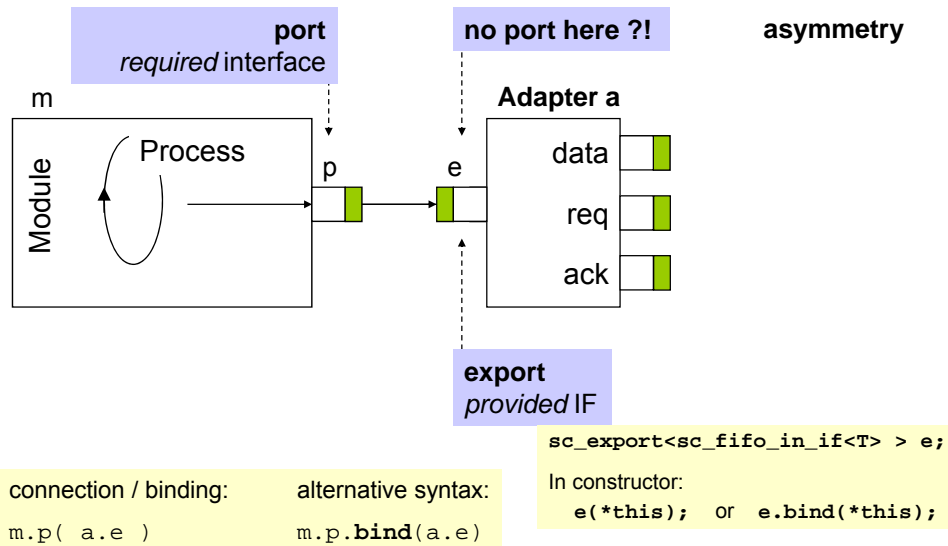 port
required interface
no port here ?!
asymmetry
m
Adapter a
Module
Process
p
e
data
req
ack
export
provided IF
sc_export<sc_fifo_in_if<T> > e;
In constructor:
e(*this); or e.bind(*this);
connection / binding:
m.p( a.e )
alternative syntax:
m.p.bind(a.e)